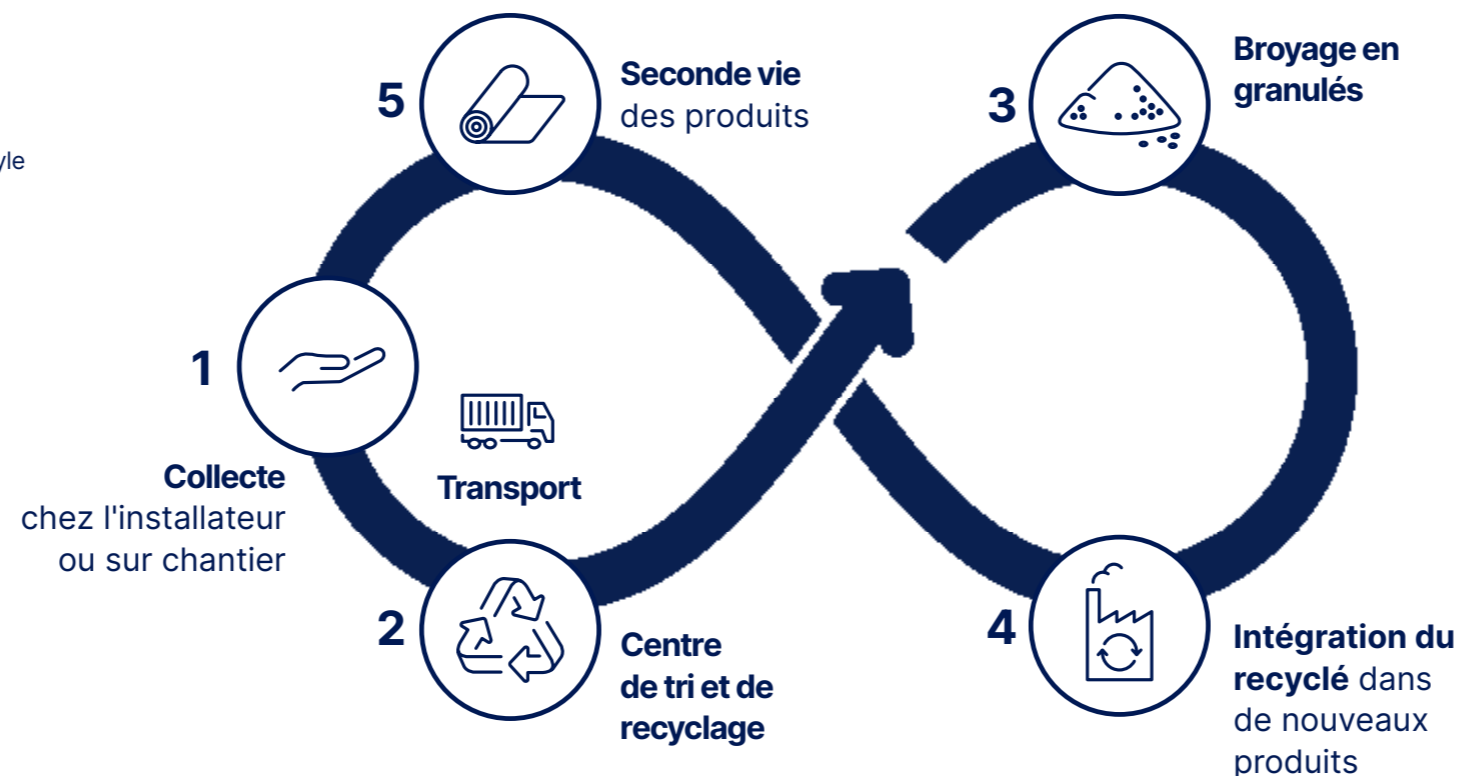 1
Collecte
chez l'installateur
ou sur chantier
Transport
2
Centre
de tri et de
recyclage
3
Broyage en
granulés
4
Intégration du
recyclé dans
de nouveaux
produits
5
Seconde vie
des produits